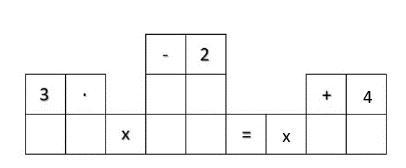 - 2
3 · + 4
x = x